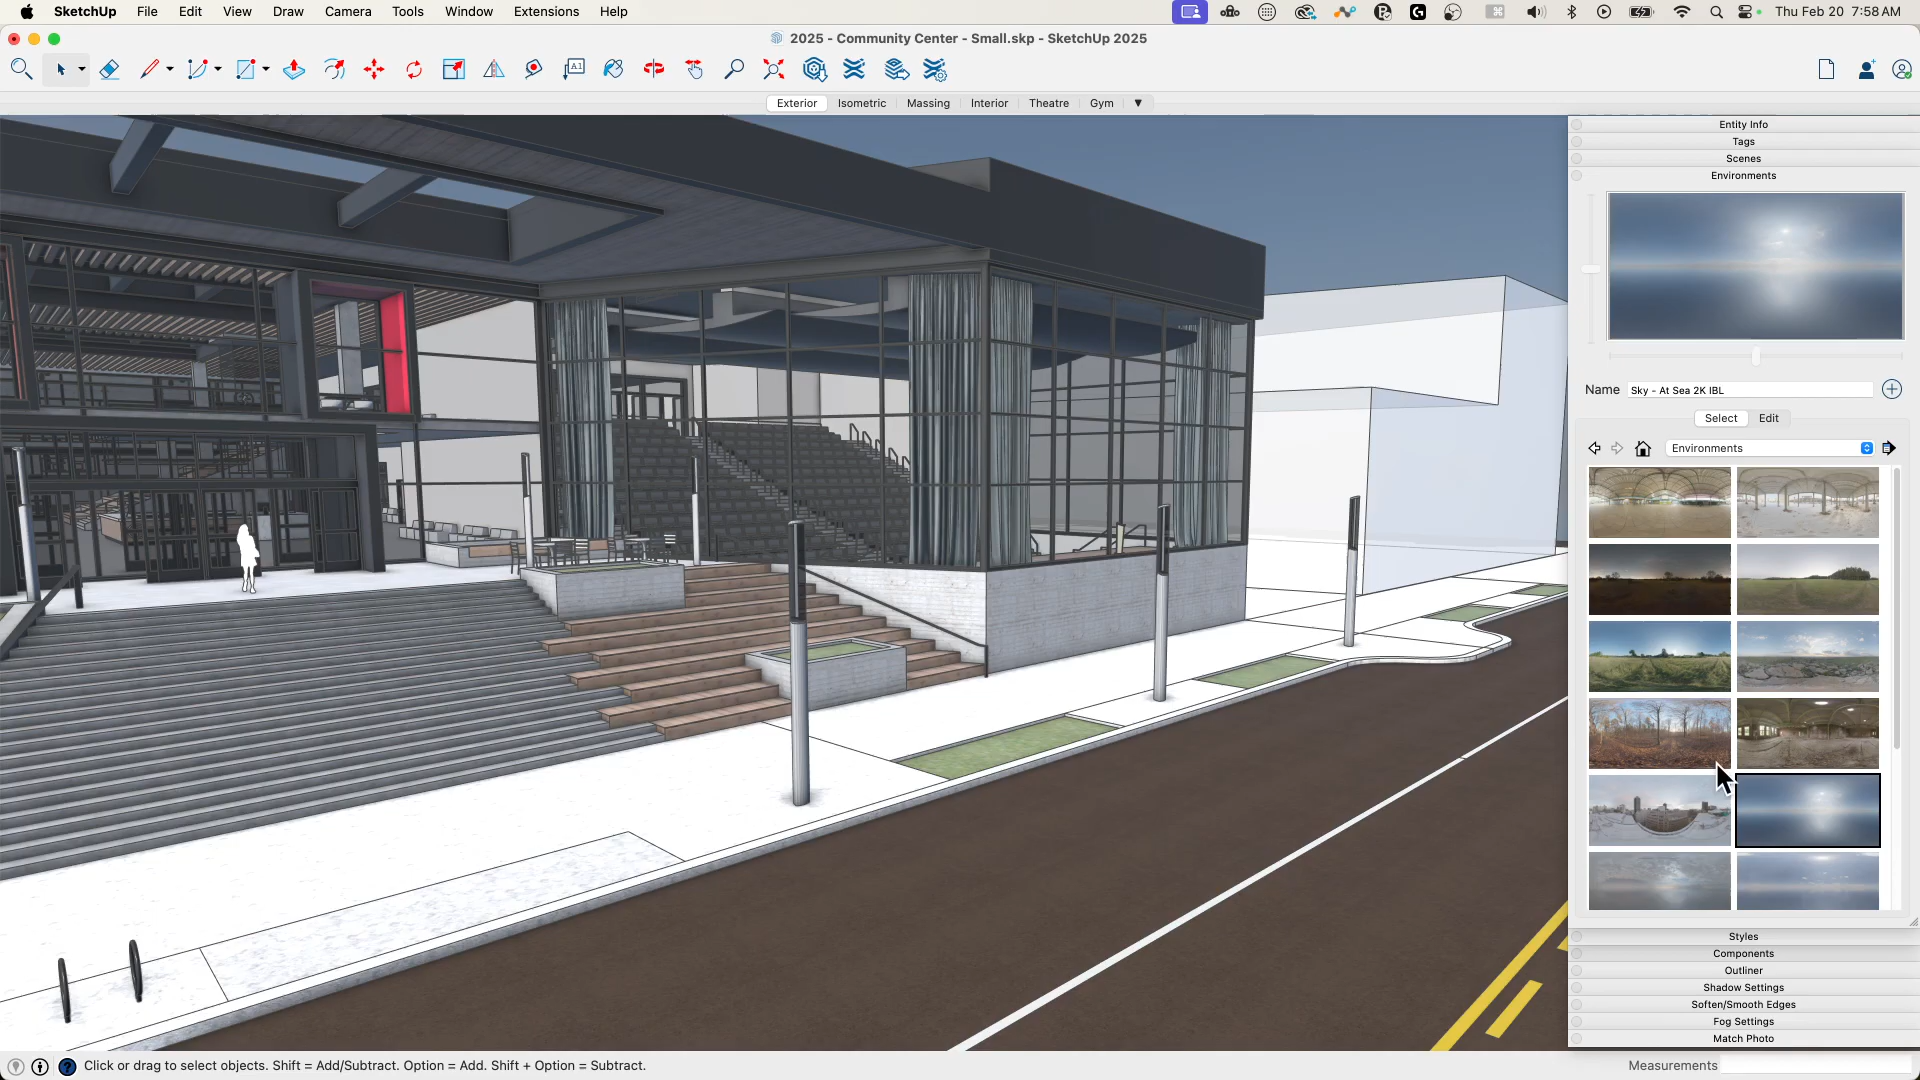 SketchUp File Edit View Draw Camera Tools Window Extensions Help Thu Feb 20 7:58 AM
2025 - Community Center - Small.skp - SketchUp 2025
A1
Exterior Isometric Massing Interior Theatre Gym
Entity Info
Tags
Scenes
Environments
Name Sky - At Sea 2K IBL
Select Edit
Environments
Styles
Components
Outliner
Shadow Settings
Soften/Smooth Edges
Fog Settings
Match Photo
Click or drag to select objects. Shift = Add/Subtract. Option = Add. Shift + Option = Subtract.
Measurements